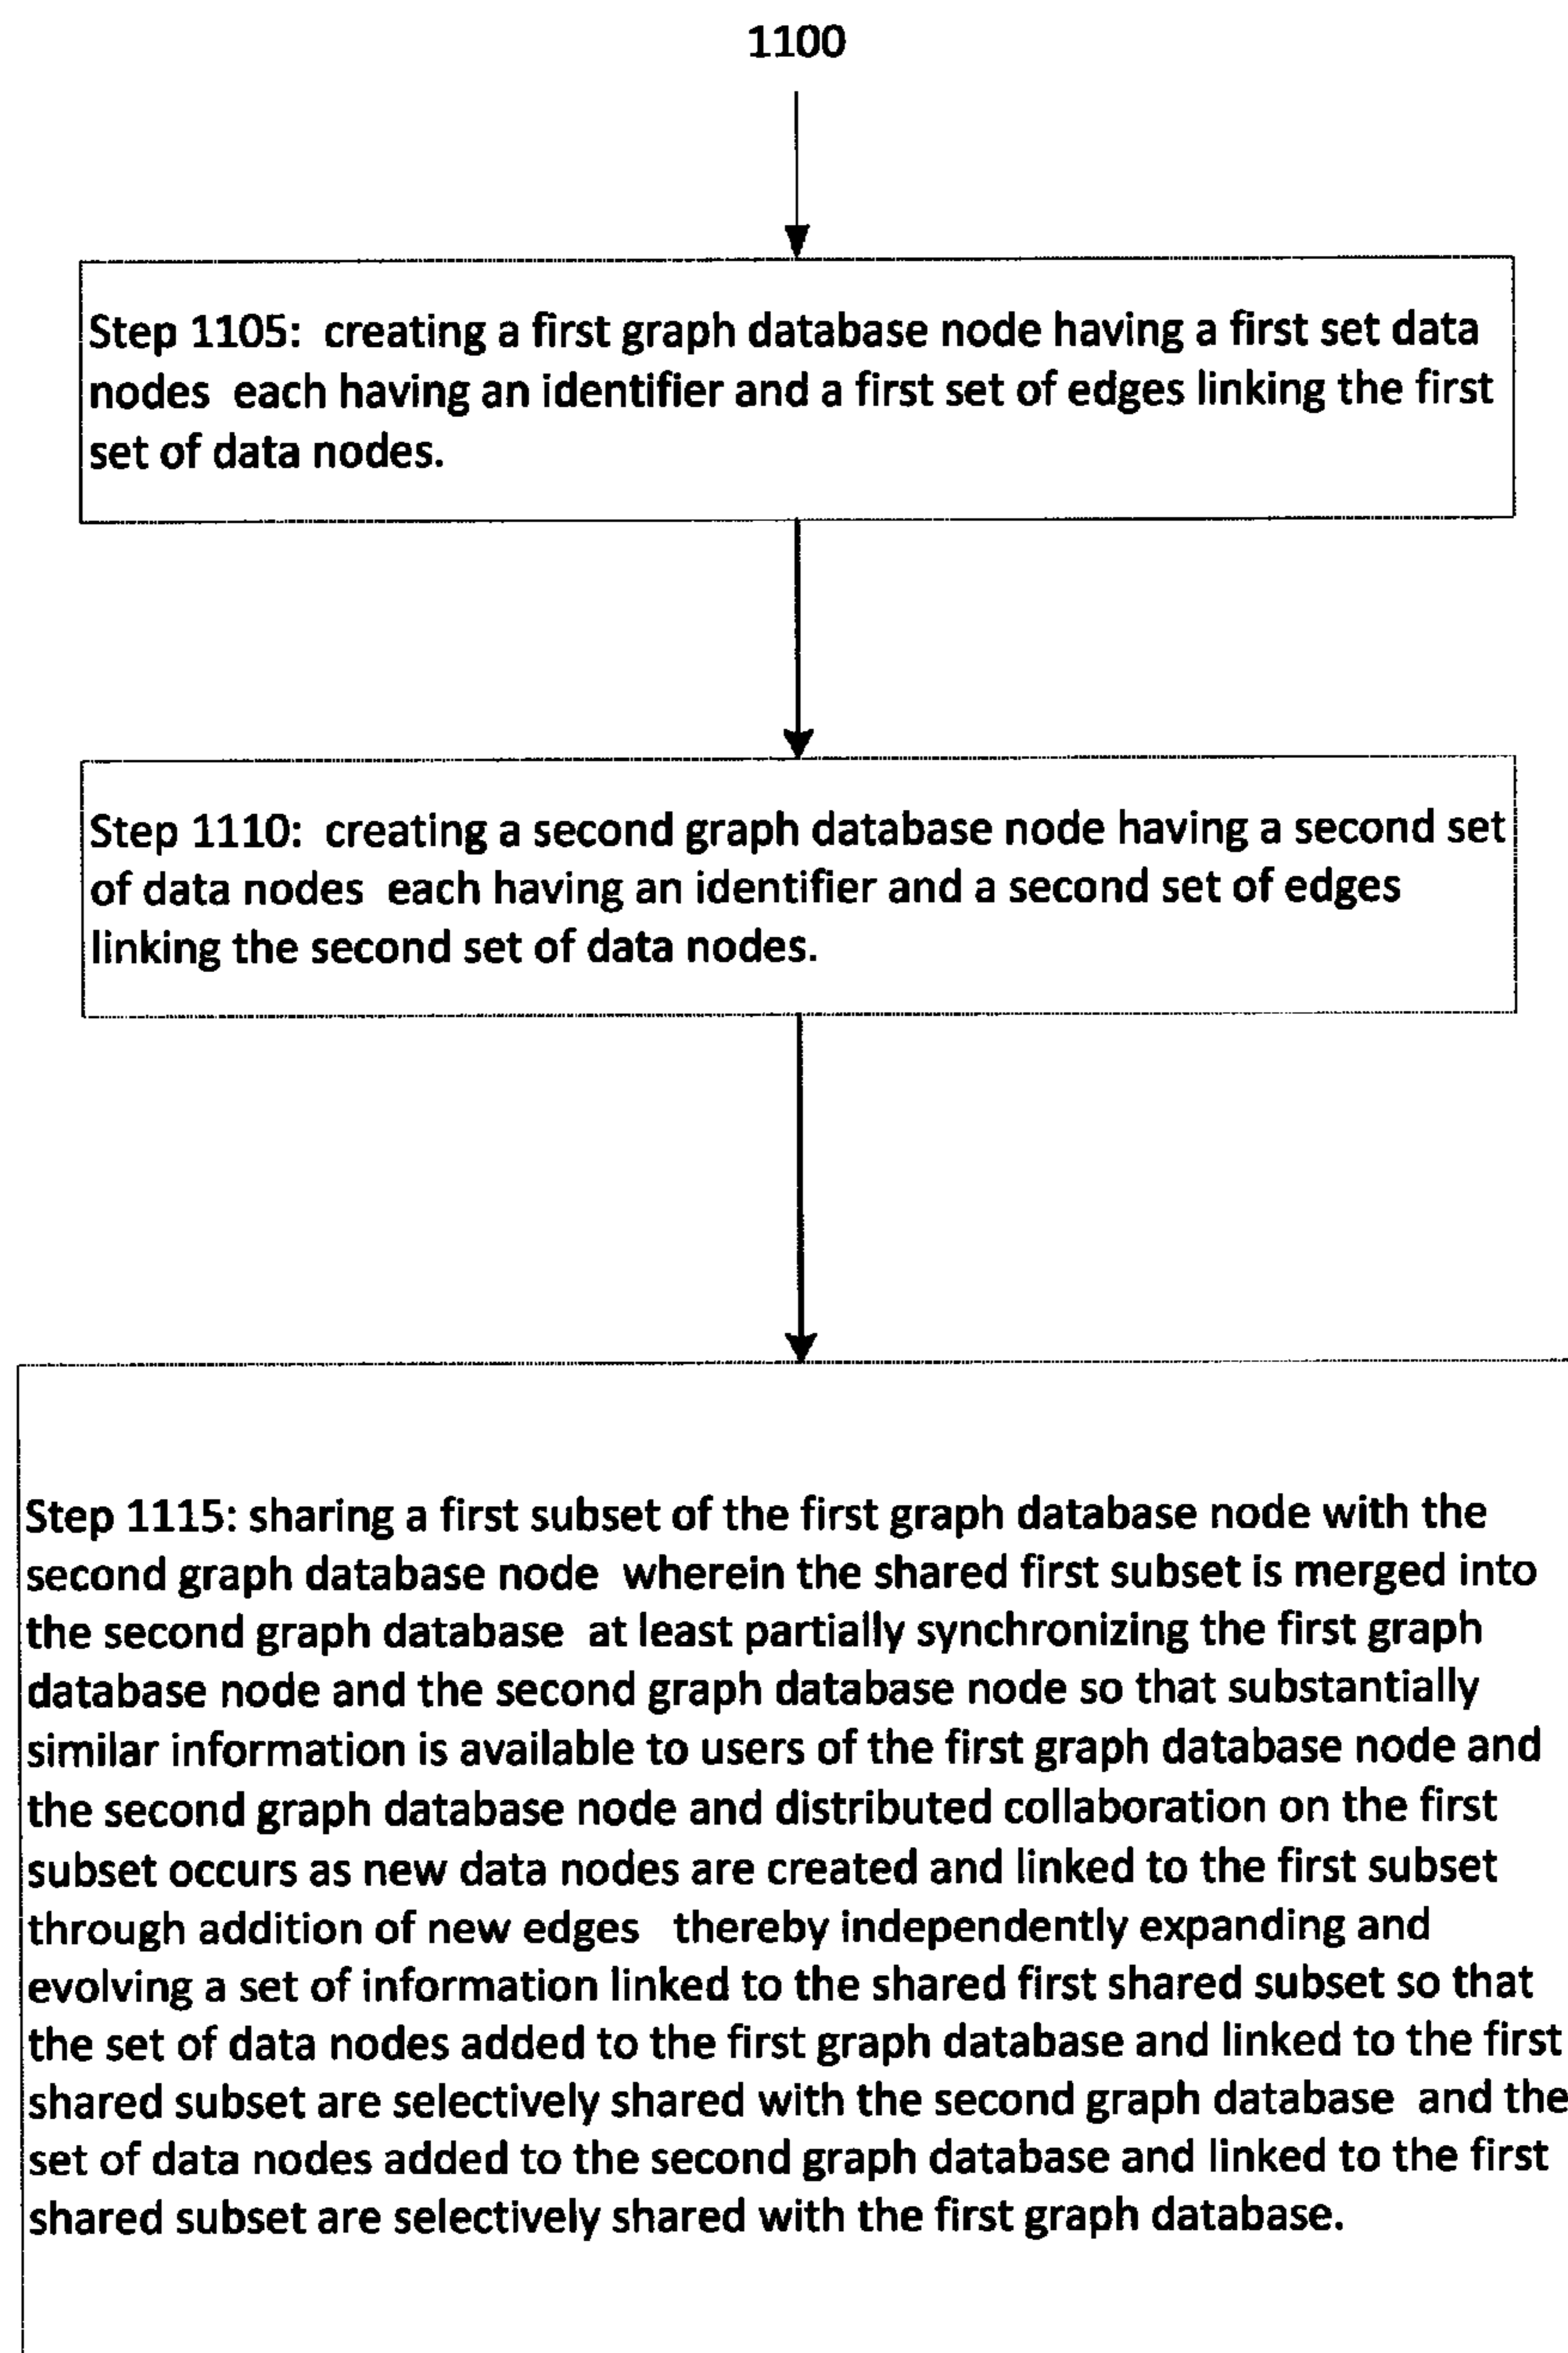 1100
Step 1105: creating a first graph database node having a first set data
nodes each having an identifier and a first set of edges linking the first
set of data nodes.
Step 1110: creating a second graph database node having a second set
of data nodes each having an identifier and a second set of edges
linking the second set of data nodes.
Step 1115: sharing a first subset of the first graph database node with the
second graph database node wherein the shared first subset is merged into
the second graph database at least partially synchronizing the first graph
database node and the second graph database node so that substantially
similar information is available to users of the first graph database node and
the second graph database node and distributed collaboration on the first
subset occurs as new data nodes are created and linked to the first subset
through addition of new edges thereby independently expanding and
evolving a set of information linked to the shared first shared subset so that
the set of data nodes added to the first graph database and linked to the first
shared subset are selectively shared with the second graph database and the
set of data nodes added to the second graph database and linked to the first
shared subset are selectively shared with the first graph database.